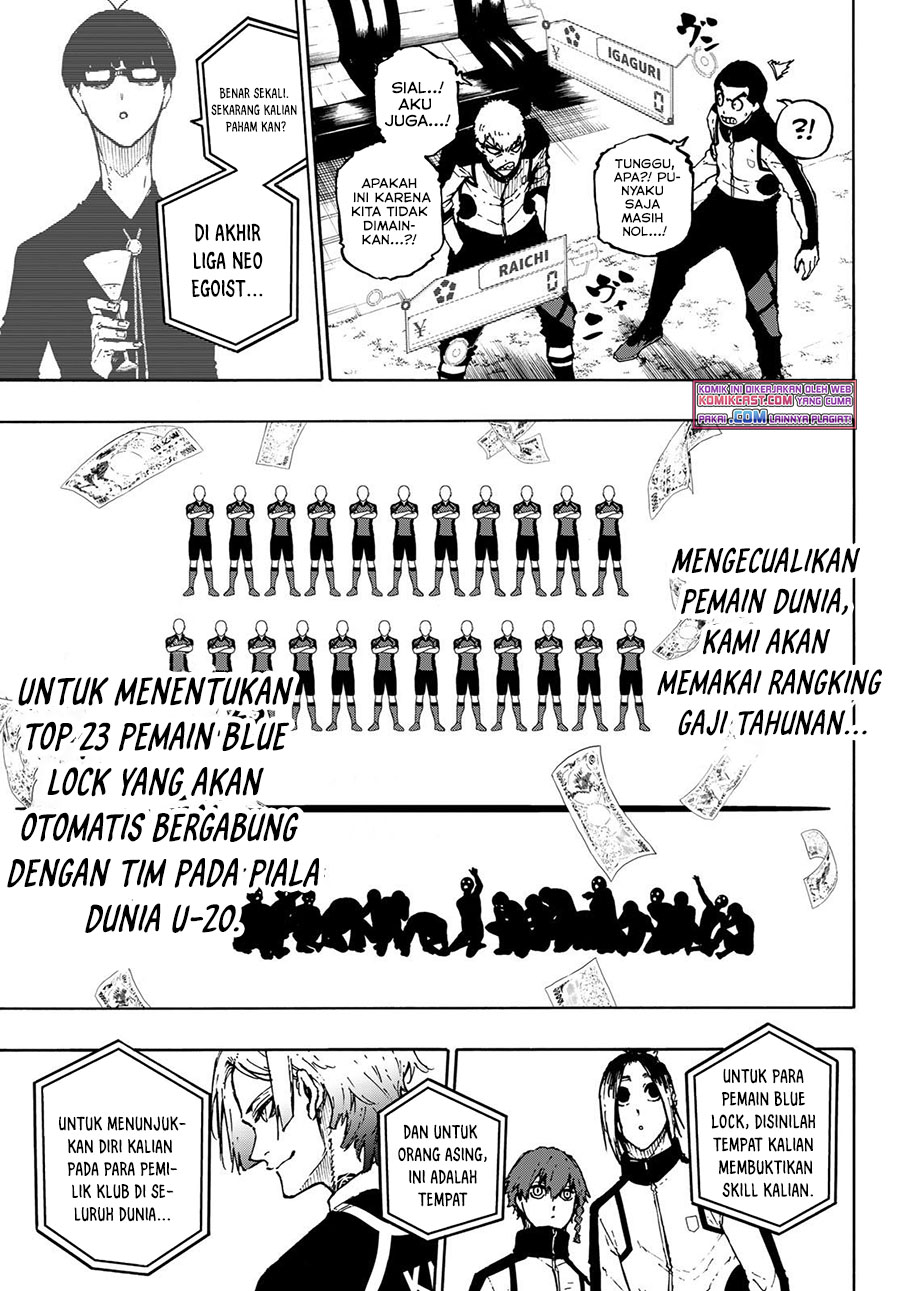 グン
IGAGURI
¥
0
?!
SIAL..!
AKU
JUGA...!
TUNGGU,
APA?! PU-
NYAKU
SAJA
MASIH
NOL...!
APAKAH
INI KARENA
KITA TIDAK
DIMAIN-
KAN...?!
RAICHI
¥
0
BENAR SEKALI.
SEKARANG KALIAN
PAHAM KAN?
DI AKHIR
LIGA NEO
EGOIST...
KOMIK INI DIKERJAKAN OLEH WEB
KOMIKCAST.COM YANG CUMA
PAKAI .COM LAINNYA PLAGIAT!
MENGECUALIKAN
PEMAIN DUNIA,
KAMI AKAN
MEMAKAI RANGKING
GAJI TAHUNAN...
UNTUK MENENTUKAN
TOP 23 PEMAIN BLUE
LOCK YANG AKAN
OTOMATIS BERGABUNG
DENGAN TIM PADA PIALA
DUNIA U-20.
UNTUK PARA
PEMAIN BLUE
LOCK, DISINILAH
TEMPAT KALIAN
MEMBUKTIKAN
SKILL KALIAN.
DAN UNTUK
ORANG ASING,
INI ADALAH
TEMPAT
UNTUK MENUNJUK-
KAN DIRI KALIAN
PADA PARA PEMI-
LIK KLUB DI SE-
LURUH DUNIA...